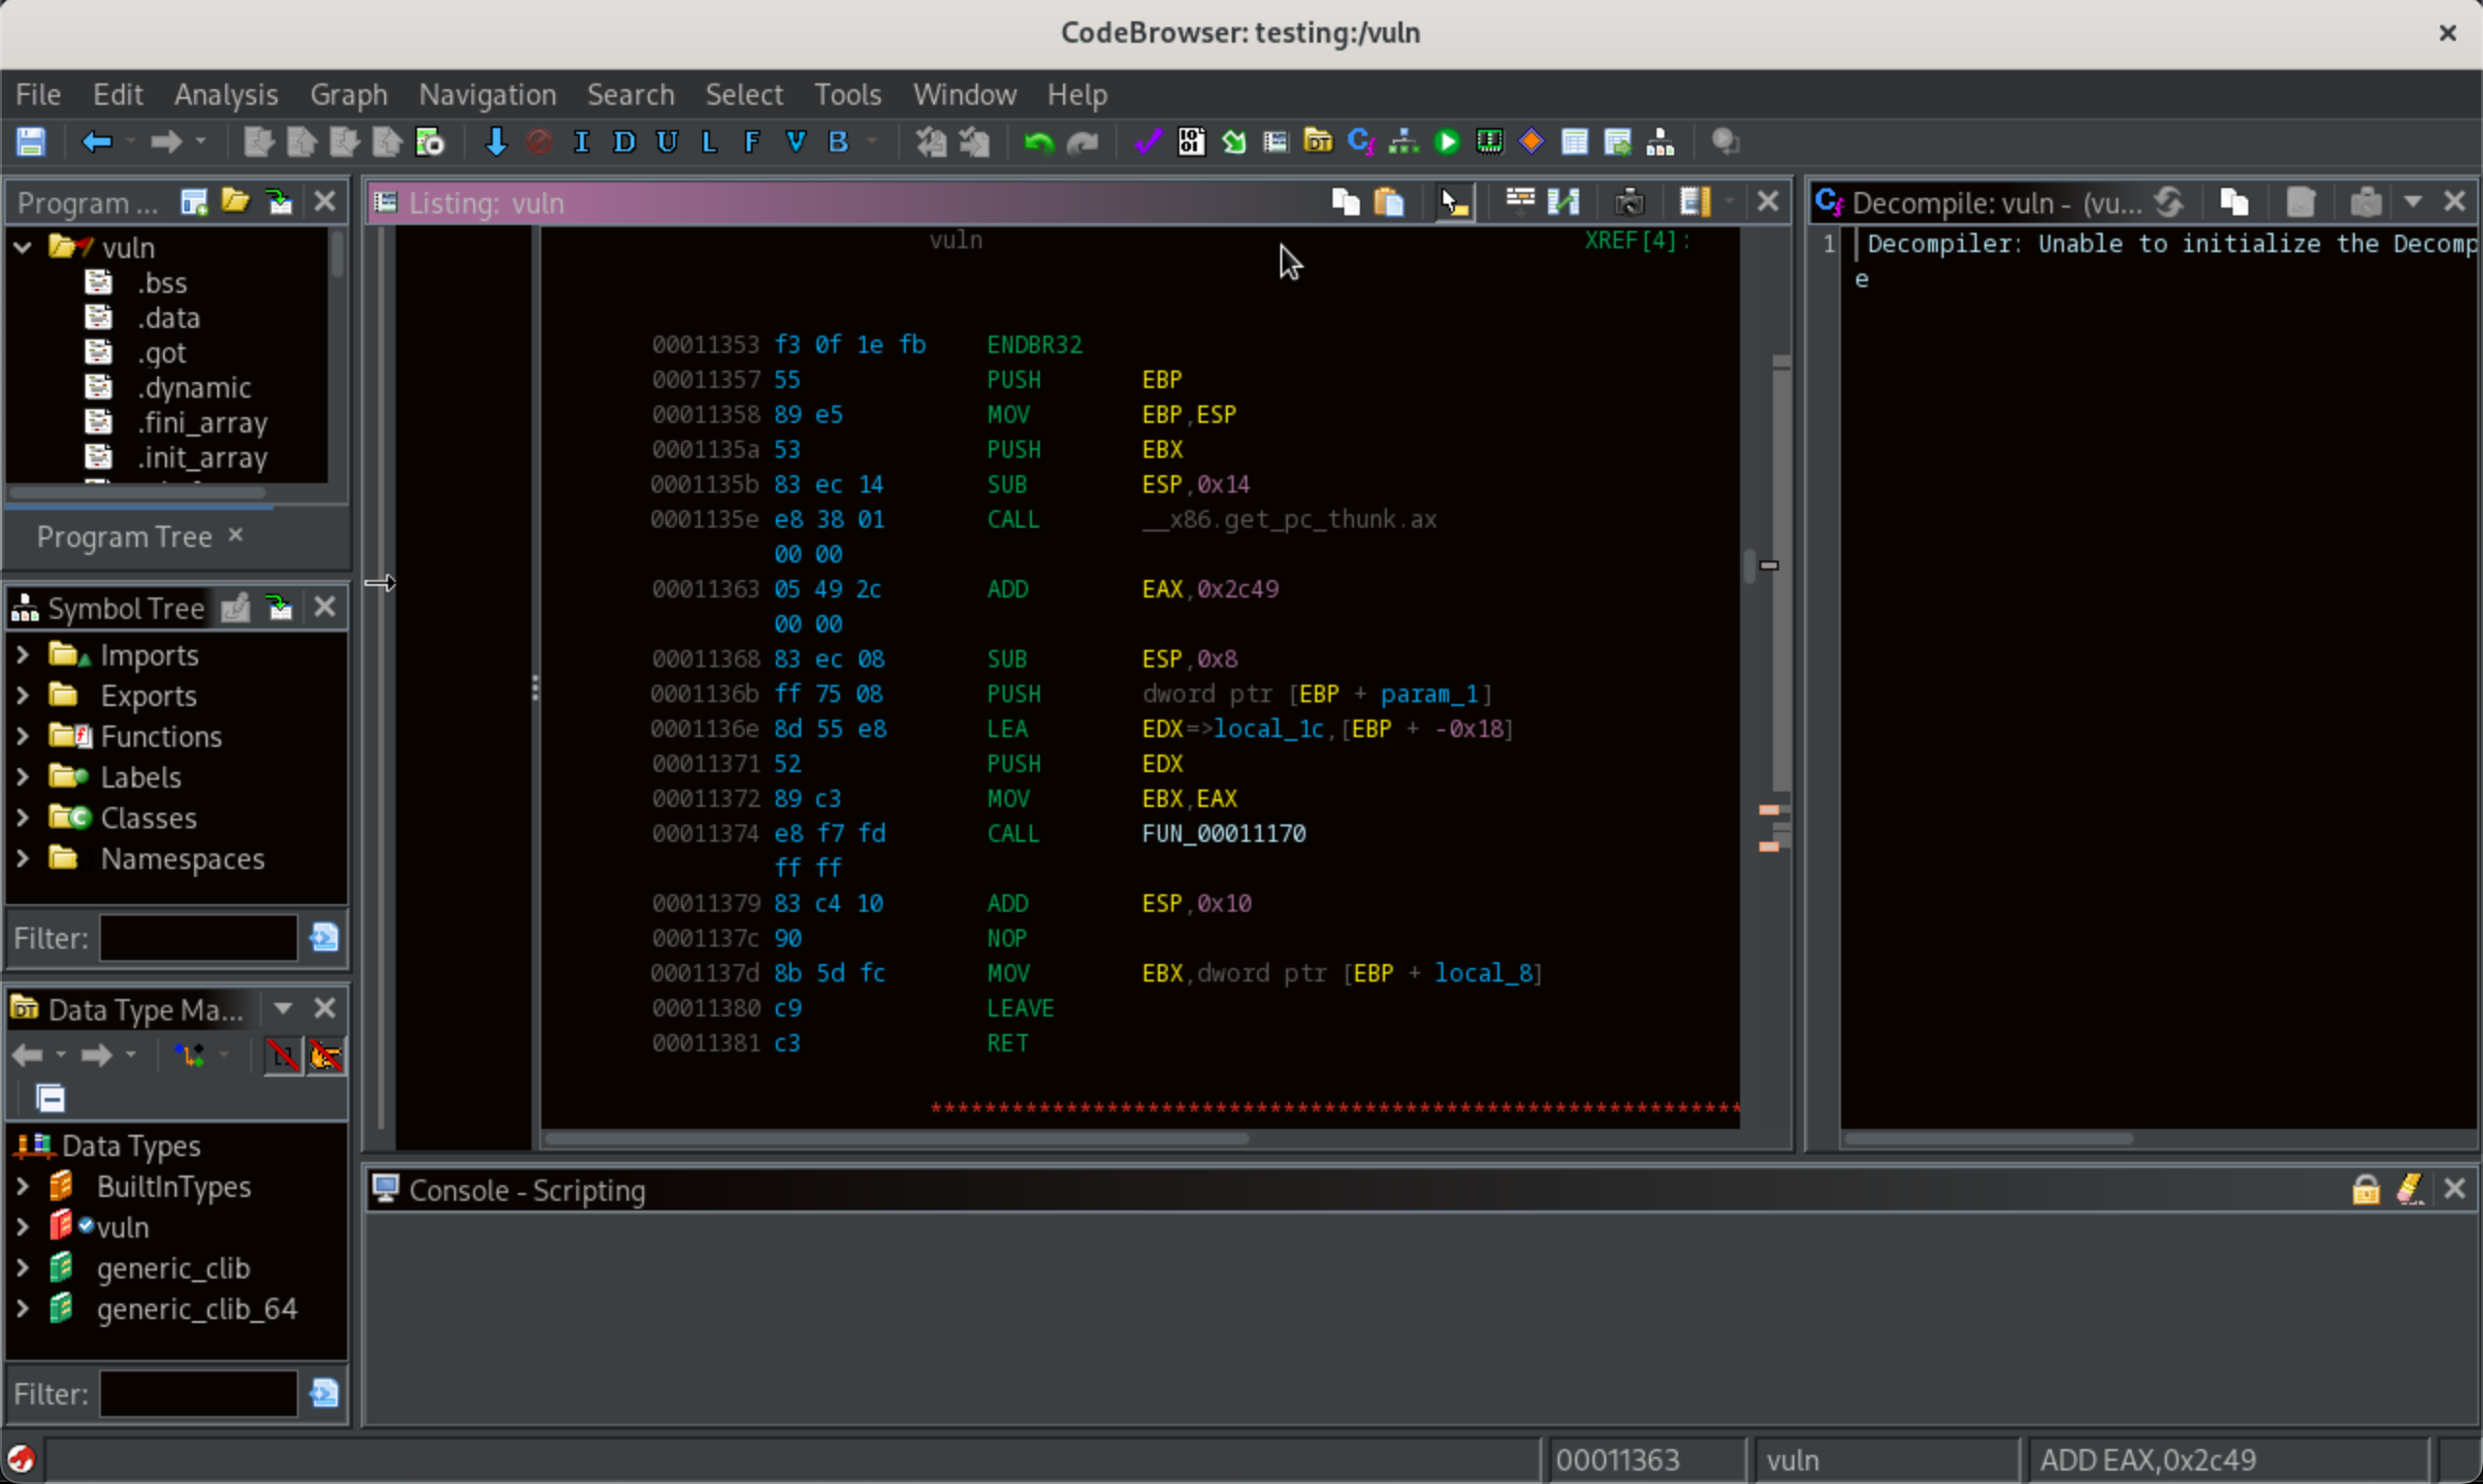 CodeBrowser: testing:/vuln
File Edit Analysis Graph Navigation Search Select Tools Window Help
I D U L F V B
Program ...
vuln
.bss
.data
.got
.dynamic
.fini_array
.init_array
Program Tree
Symbol Tree
Imports
Exports
Functions
Labels
Classes
Namespaces
Filter:
Data Type Ma...
Data Types
BuiltInTypes
vuln
generic_clib
generic_clib_64
Filter:
Listing: vuln
vuln XREF[4]:
00011353 f3 0f 1e fb ENDBR32
00011357 55 PUSH EBP
00011358 89 e5 MOV EBP,ESP
0001135a 53 PUSH EBX
0001135b 83 ec 14 SUB ESP,0x14
0001135e e8 38 01 CALL __x86.get_pc_thunk.ax
00 00
00011363 05 49 2c ADD EAX,0x2c49
00 00
00011368 83 ec 08 SUB ESP,0x8
0001136b ff 75 08 PUSH dword ptr [EBP + param_1]
0001136e 8d 55 e8 LEA EDX=>local_1c,[EBP + -0x18]
00011371 52 PUSH EDX
00011372 89 c3 MOV EBX,EAX
00011374 e8 f7 fd CALL FUN_00011170
ff ff
00011379 83 c4 10 ADD ESP,0x10
0001137c 90 NOP
0001137d 8b 5d fc MOV EBX,dword ptr [EBP + local_8]
00011380 c9 LEAVE
00011381 c3 RET
************************************************************
Decompile: vuln - (vu...
1 Decompiler: Unable to initialize the Decomp
e
Console - Scripting
00011363 vuln ADD EAX,0x2c49